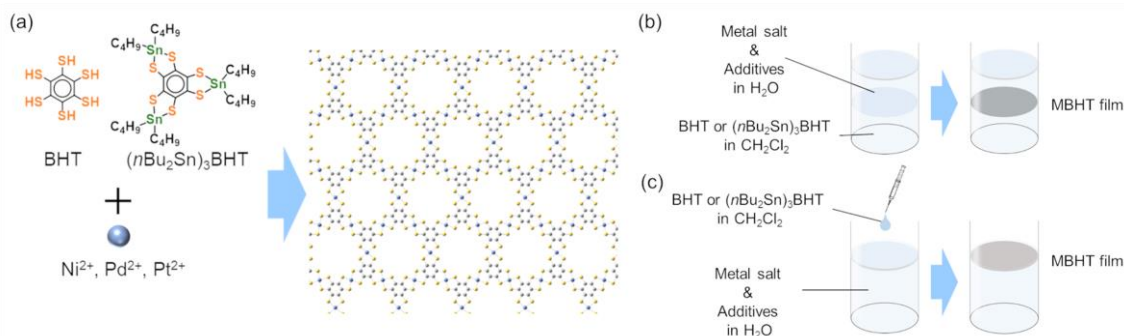 (a)
C₄H₉
C₄H₉
Sn
S
S
SH
HS
SH
HS
SH
SH
S
S
S
S
C₄H₉
Sn
C₄H₉
Sn
C₄H₉
C₄H₉
BHT
(nBu₂Sn)₃BHT
+
Ni²⁺, Pd²⁺, Pt²⁺
(b)
Metal salt
&
Additives
in H₂O
BHT or (nBu₂Sn)₃BHT
in CH₂Cl₂
MBHT film
(c)
BHT or (nBu₂Sn)₃BHT
in CH₂Cl₂
Metal salt
&
Additives
in H₂O
MBHT film